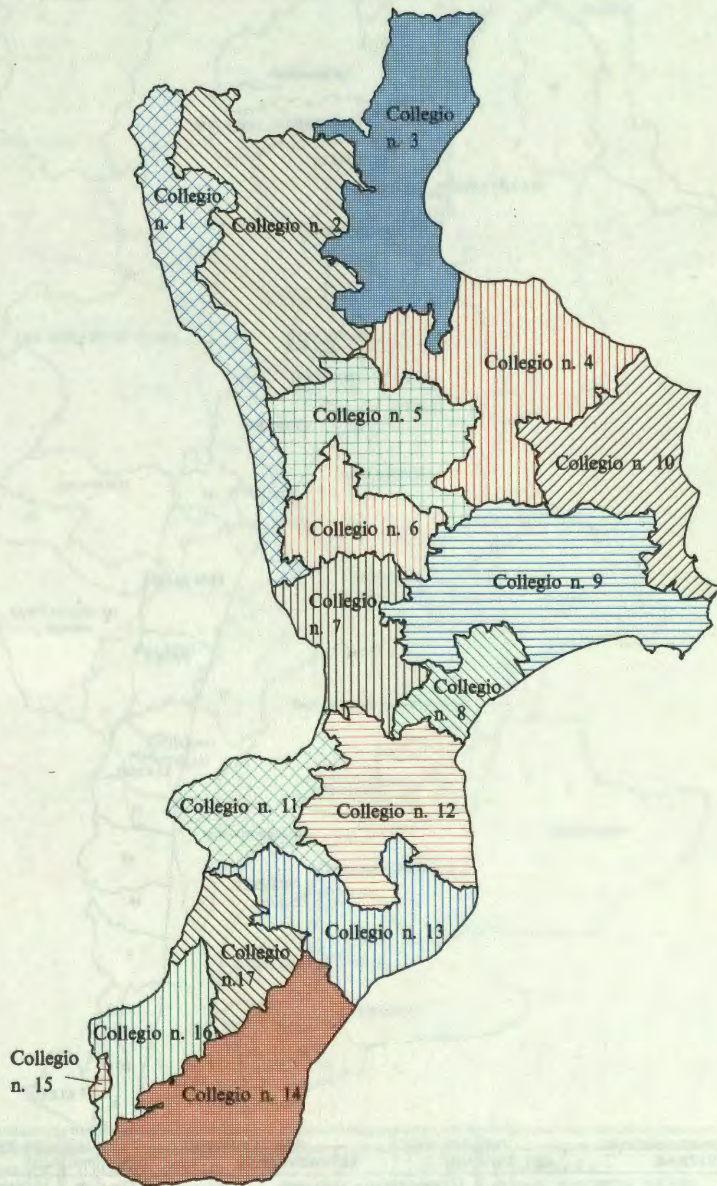 Collegio
n. 3
Collegio
n. 1
Collegio n. 2
Collegio n. 4
Collegio n. 5
Collegio n. 10
Collegio n. 6
Collegio n. 9
Collegio
n. 7
Collegio
n. 8
Collegio n. 11
Collegio n. 12
Collegio n. 13
Collegio
n.17
Collegio n. 16
Collegio
n. 15
Collegio n. 14